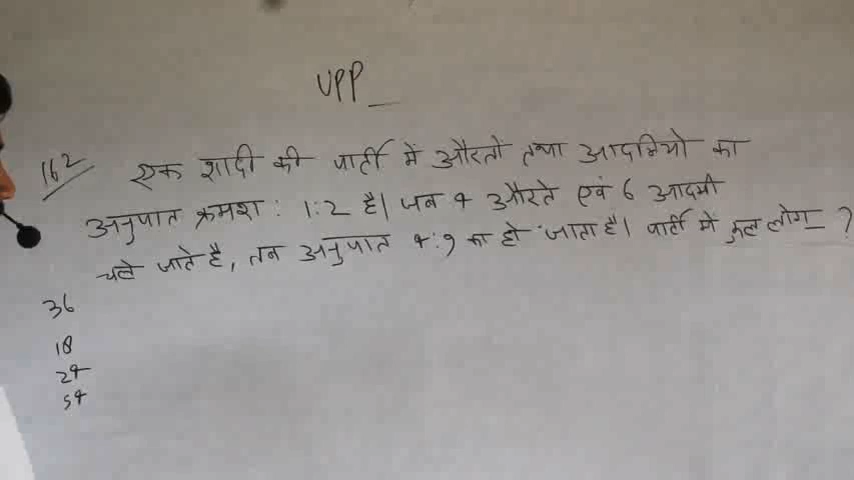 UPP_
162 एक शादी की पार्टी में औरतों तथा आदमियो का
अनुपात क्रमश: 1:2 है। जब 4 औरते एवं 6 आदमी
चले जाते है, तब अनुपात 4:9 का हो जाता है। पार्टी में कुल लोग_ ?
36
18
24
54